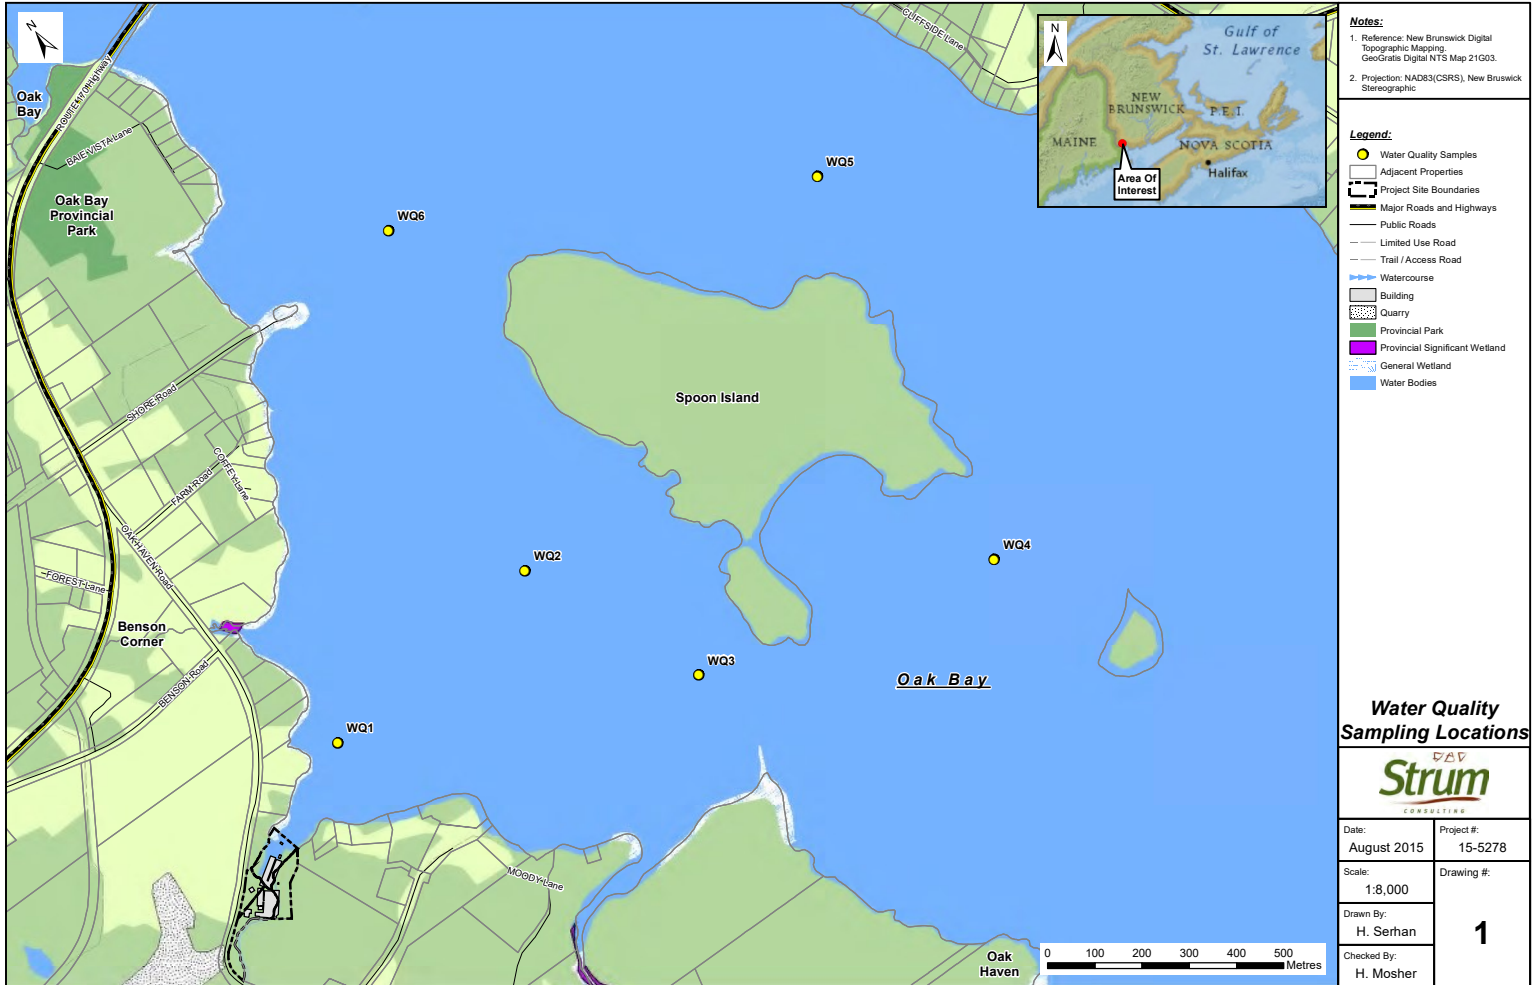 N
CLIFFSIDE Lane
Oak
Bay
ROUTE 170 Highway
BAIE VISTA Lane
Oak Bay
Provincial
Park
WQ6
WQ5
Spoon Island
SHORE Road
COFFEY Lane
FARM Road
OAK HAVEN Road
FOREST Lane
WQ2
WQ4
Benson
Corner
BENSON Road
WQ3
Oak Bay
WQ1
MOODY Lane
Oak
Haven
0 100 200 300 400 500
Metres
N
Gulf of
St. Lawrence
NEW
BRUNSWICK
P.E.I.
MAINE
NOVA SCOTIA
Halifax
Area Of
Interest
Notes:
1. Reference: New Brunswick Digital
Topographic Mapping.
GeoGratis Digital NTS Map 21G03.
2. Projection: NAD83(CSRS), New Bruswick
Stereographic
Legend:
Water Quality Samples
Adjacent Properties
Project Site Boundaries
Major Roads and Highways
Public Roads
Limited Use Road
Trail / Access Road
Watercourse
Building
Quarry
Provincial Park
Provincial Significant Wetland
General Wetland
Water Bodies
Water Quality
Sampling Locations
Strum
CONSULTING
Date:
August 2015
Project #:
15-5278
Scale:
1:8,000
Drawing #:
1
Drawn By:
H. Serhan
Checked By:
H. Mosher